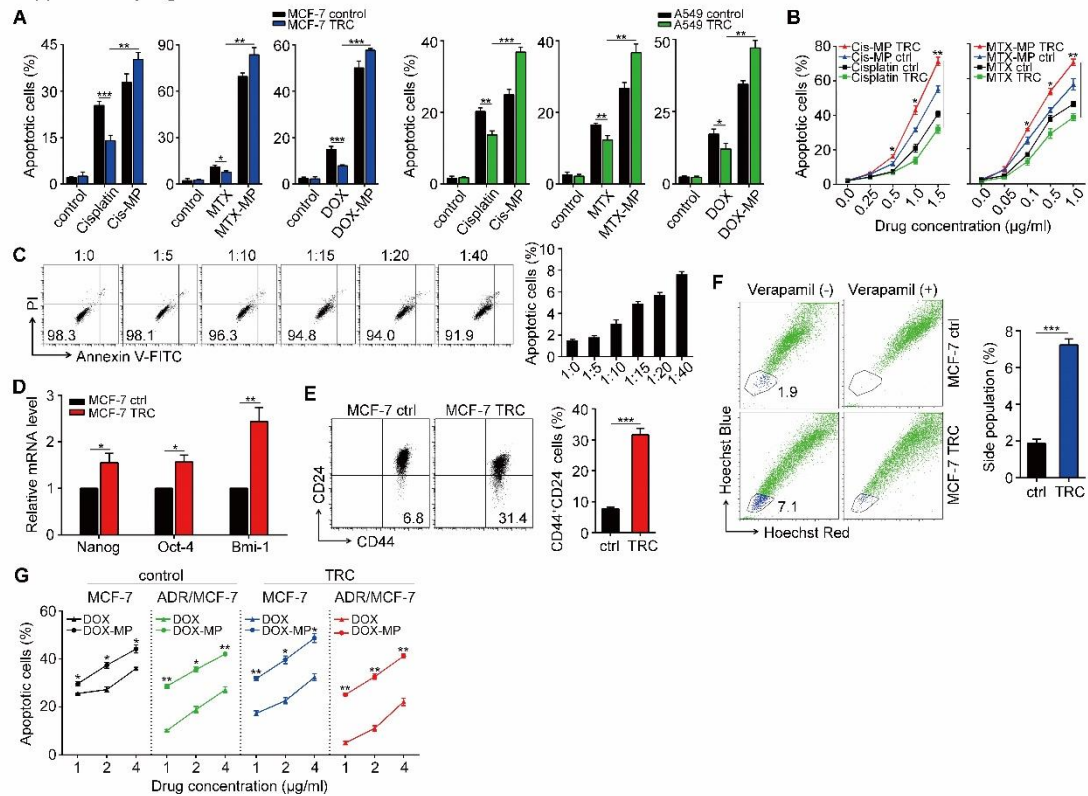 A
MCF-7 control
MCF-7 TRC
A549 control
A549 TRC
Apoptotic cells (%)
60
40
20
0
***
**
control
Cisplatin
Cis-MP
90
60
30
0
*
**
control
MTX
MTX-MP
60
45
30
15
0
***
***
control
DOX
DOX-MP
Apoptotic cells (%)
40
20
0
**
***
control
Cisplatin
Cis-MP
45
30
15
0
**
**
control
MTX
MTX-MP
50
25
0
*
**
control
DOX
DOX-MP
B
Apoptotic cells (%)
80
60
40
20
0
Cis-MP TRC
Cis-MP ctrl
Cisplatin ctrl
Cisplatin TRC
*
*
**
0.0
0.25
0.5
1.0
1.5
MTX-MP TRC
MTX-MP ctrl
MTX ctrl
MTX TRC
*
*
**
0.0
0.05
0.1
0.5
1.0
Drug concentration (μg/ml)
C
1:0 1:5 1:10 1:15 1:20 1:40
PI
98.3 98.1 96.3 94.8 94.0 91.9
Annexin V-FITC
Apoptotic cells (%)
8
6
4
2
0
1:0
1:5
1:10
1:15
1:20
1:40
D
MCF-7 ctrl
MCF-7 TRC
Relative mRNA level
3
2
1
0
*
*
**
Nanog Oct-4 Bmi-1
E
MCF-7 ctrl MCF-7 TRC
CD24
6.8 31.4
CD44
CD44+CD24- cells (%)
40
30
20
10
0
***
ctrl TRC
F
Verapamil (-) Verapamil (+)
1.9
7.1
MCF-7 ctrl
MCF-7 TRC
Hoechst Blue
Hoechst Red
Side population (%)
8
6
4
2
0
***
ctrl TRC
G
control TRC
MCF-7 ADR/MCF-7 MCF-7 ADR/MCF-7
DOX DOX DOX DOX
DOX-MP DOX-MP DOX-MP DOX-MP
Apoptotic cells (%)
60
40
20
0
* * *
** * **
** * *
** ** **
1 2 4 1 2 4 1 2 4 1 2 4
Drug concentration (μg/ml)